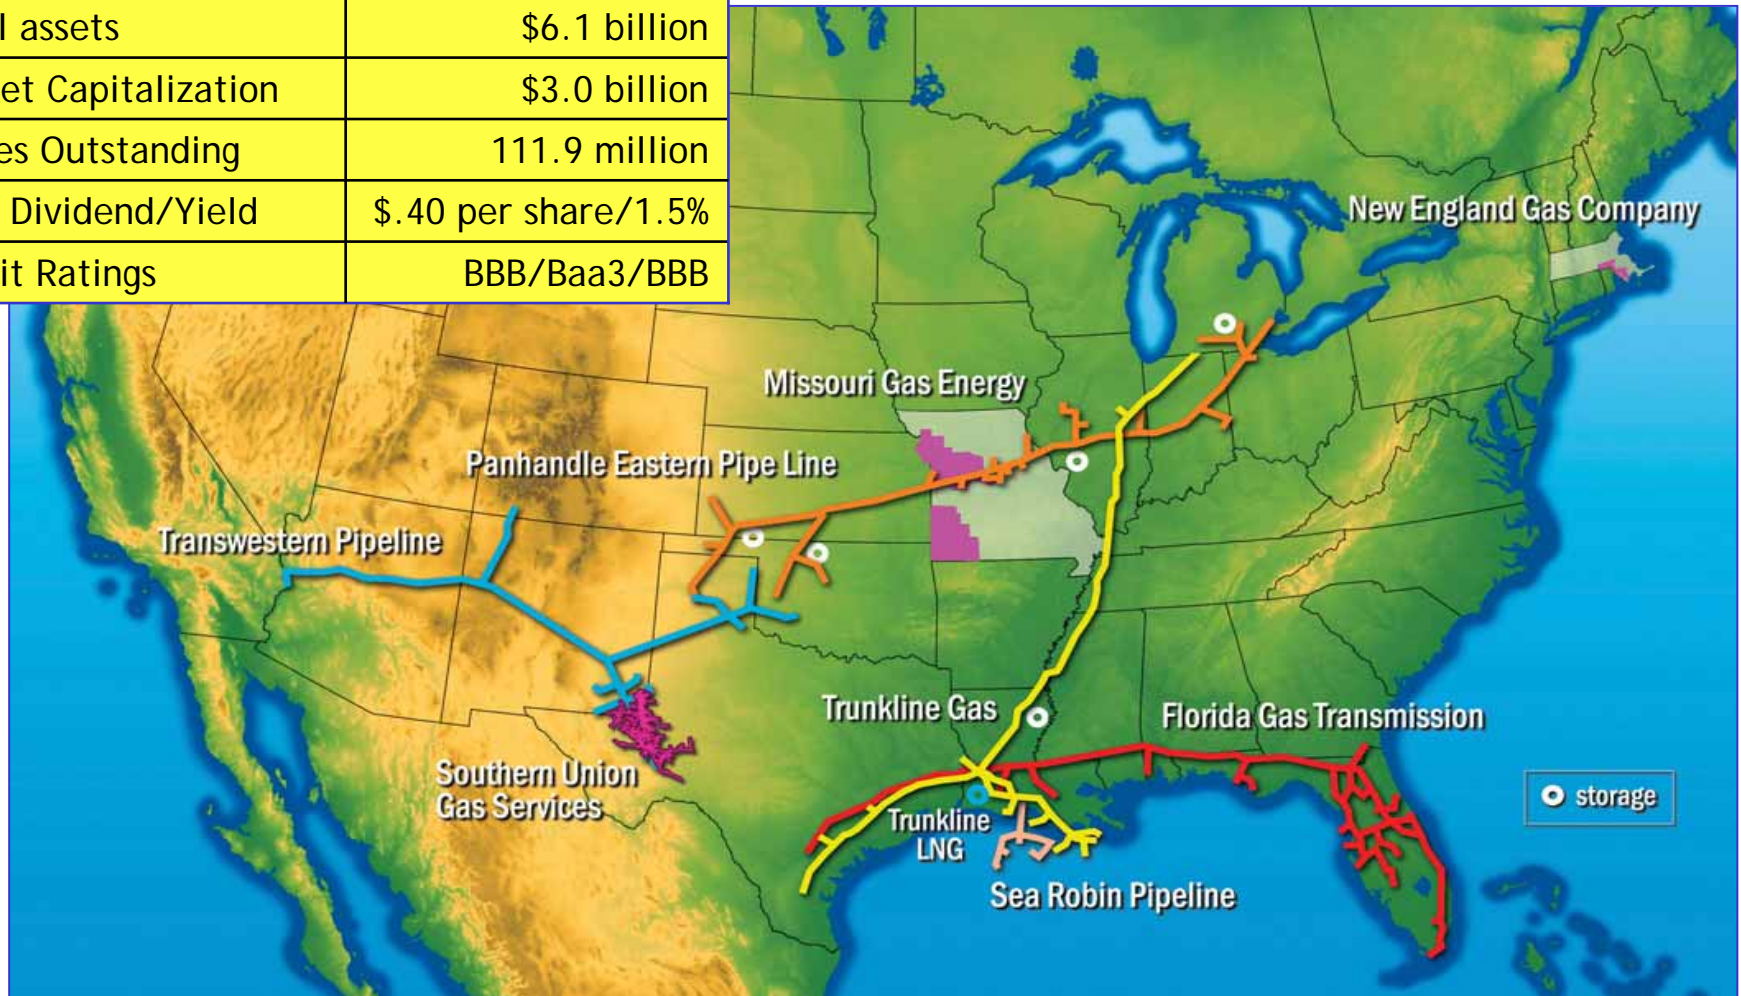 l assets $6.1 billion
et Capitalization $3.0 billion
es Outstanding 111.9 million
Dividend/Yield $.40 per share/1.5%
it Ratings BBB/Baa3/BBB
New England Gas Company
Missouri Gas Energy
Panhandle Eastern Pipe Line
Transwestern Pipeline
Trunkline Gas
Florida Gas Transmission
Southern Union
Gas Services
storage
Trunkline
LNG
Sea Robin Pipeline